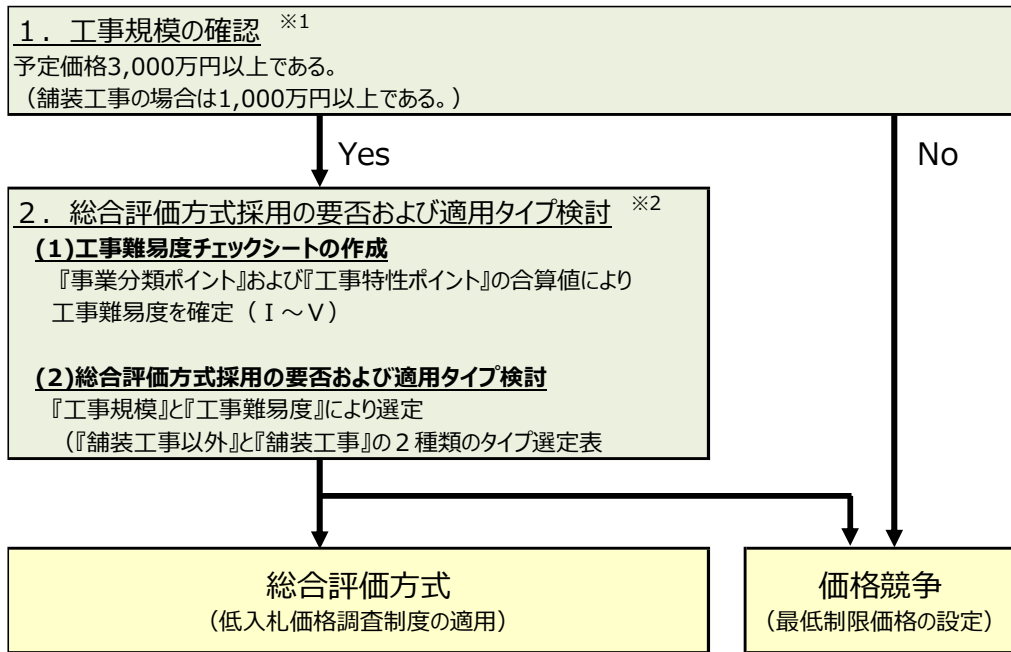 １．工事規模の確認 ※1
予定価格3,000万円以上である。
（舗装工事の場合は1,000万円以上である。）
Yes
No
２．総合評価方式採用の要否および適用タイプ検討 ※2
(1)工事難易度チェックシートの作成
『事業分類ポイント』および『工事特性ポイント』の合算値により
工事難易度を確定（Ⅰ～Ⅴ）
(2)総合評価方式採用の要否および適用タイプ検討
『工事規模』と『工事難易度』により選定
（『舗装工事以外』と『舗装工事』の２種類のタイプ選定表
総合評価方式
（低入札価格調査制度の適用）
価格競争
（最低制限価格の設定）